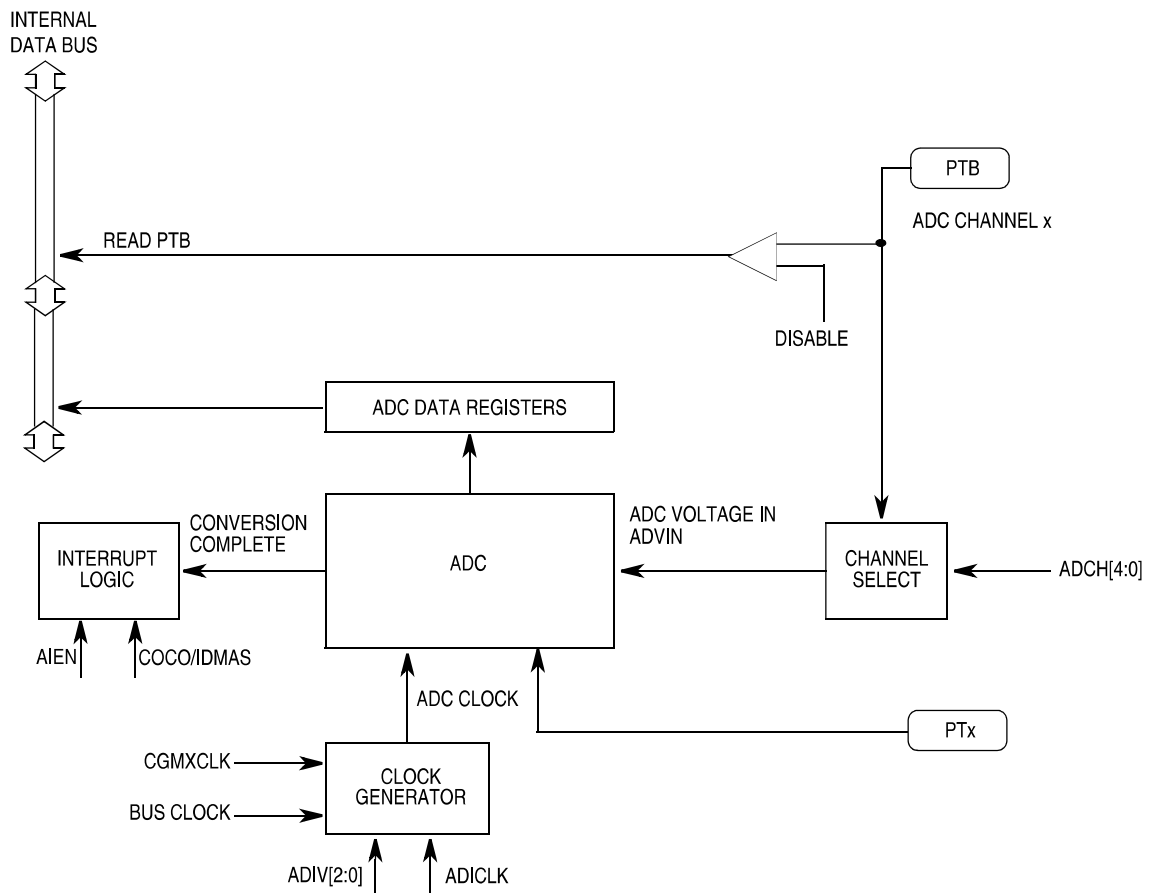 INTERNAL
DATA BUS
PTB
ADC CHANNEL x
READ PTB
DISABLE
ADC DATA REGISTERS
CONVERSION
COMPLETE
INTERRUPT
LOGIC
ADC
ADC VOLTAGE IN
ADVIN
CHANNEL
SELECT
ADCH[4:0]
AIEN
COCO/IDMAS
ADC CLOCK
PTx
CGMXCLK
BUS CLOCK
CLOCK
GENERATOR
ADIV[2:0]
ADICLK